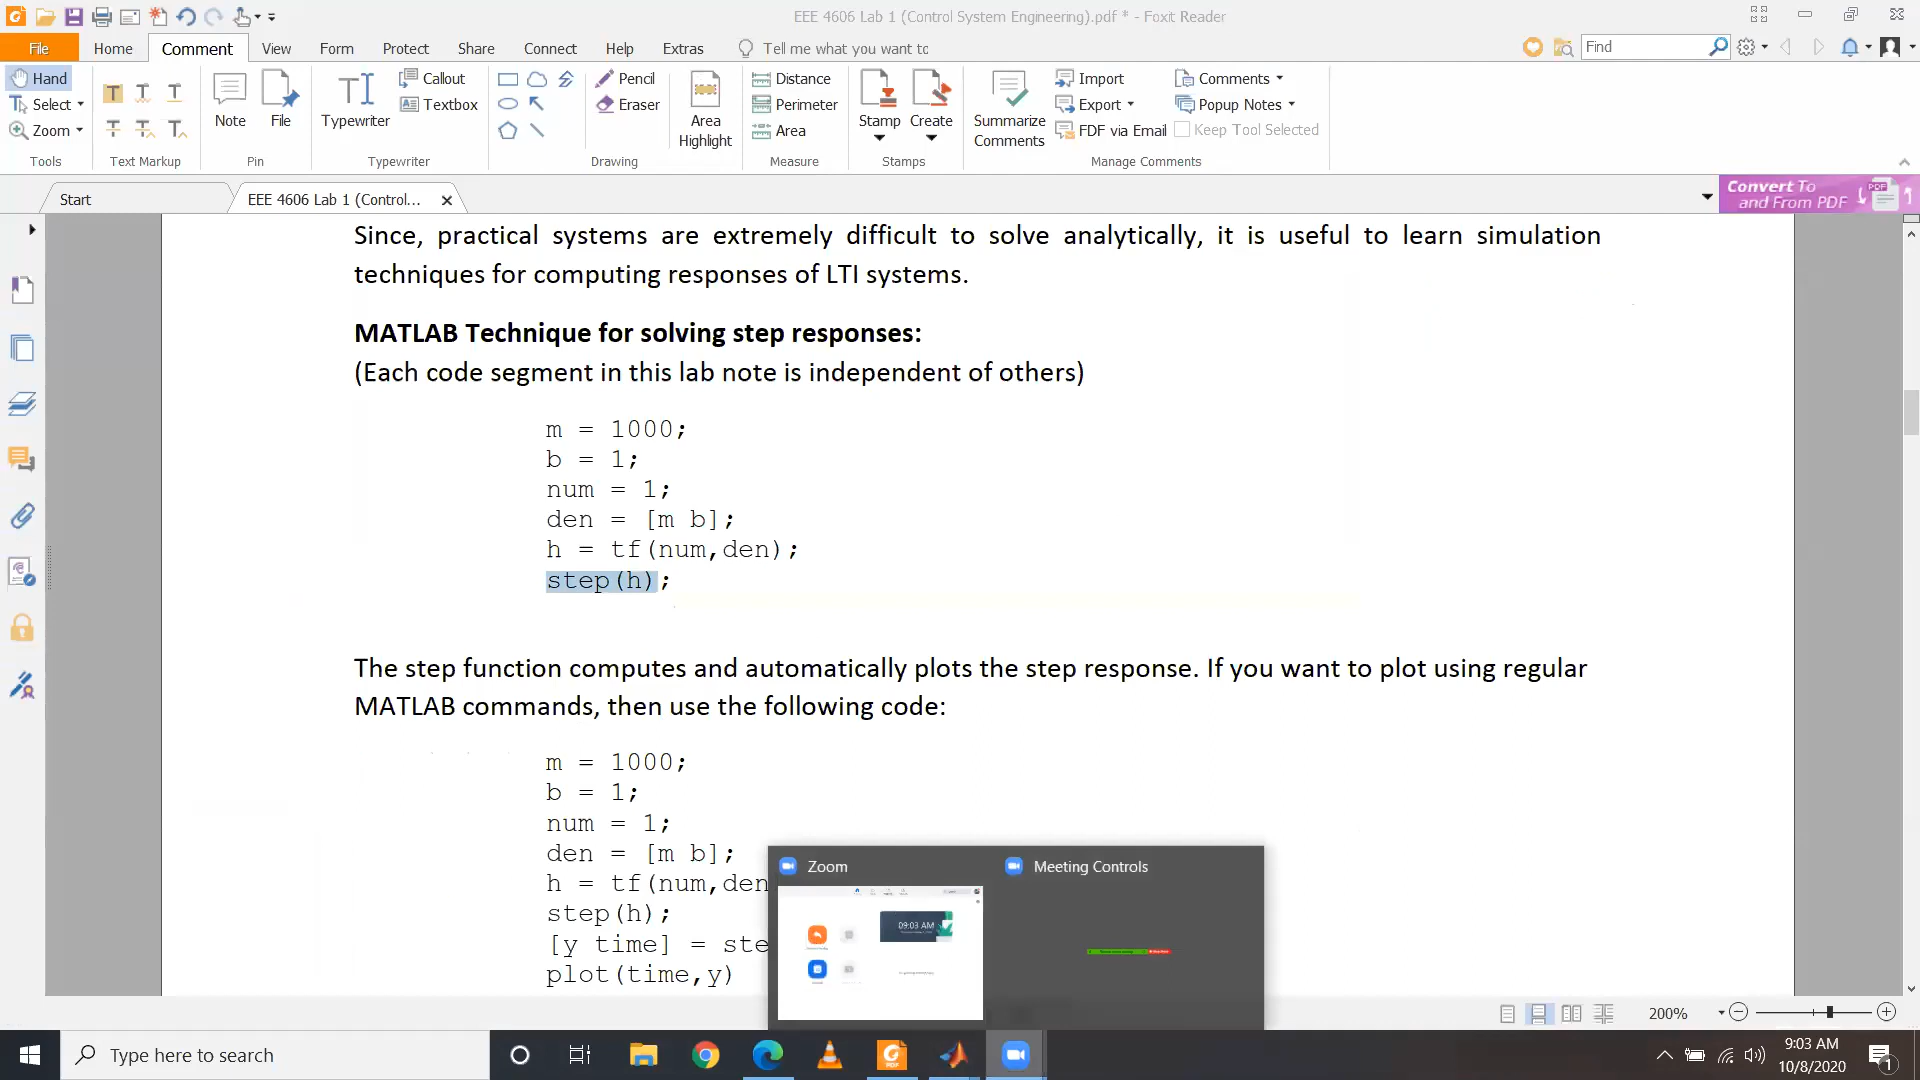 EEE 4606 Lab 1 (Control System Engineering).pdf * - Foxit Reader
File Home Comment View Form Protect Share View Connect Help Extras Tell me what you want to
Find
Hand
Select
Zoom
Tools
Text Markup
Note
File
Pin
Typewriter
Callout
Textbox
Typewriter
Pencil
Eraser
Area
Highlight
Drawing
Distance
Perimeter
Area
Measure
Stamp
Create
Stamps
Summarize
Comments
Import
Export
FDF via Email
Comments
Popup Notes
Keep Tool Selected
Manage Comments
Start
EEE 4606 Lab 1 (Control...
Convert To
and From PDF
PDF
Since, practical systems are extremely difficult to solve analytically, it is useful to learn simulation
techniques for computing responses of LTI systems.
MATLAB Technique for solving step responses:
(Each code segment in this lab note is independent of others)
m = 1000;
b = 1;
num = 1;
den = [m b];
h = tf(num,den);
step(h);
The step function computes and automatically plots the step response. If you want to plot using regular
MATLAB commands, then use the following code:
m = 1000;
b = 1;
num = 1;
den = [m b];
h = tf(num,den
step(h);
[y time] = ste
plot(time,y)
Zoom
Meeting Controls
09:03 AM
200%
Type here to search
PDF
9:03 AM
10/8/2020
1